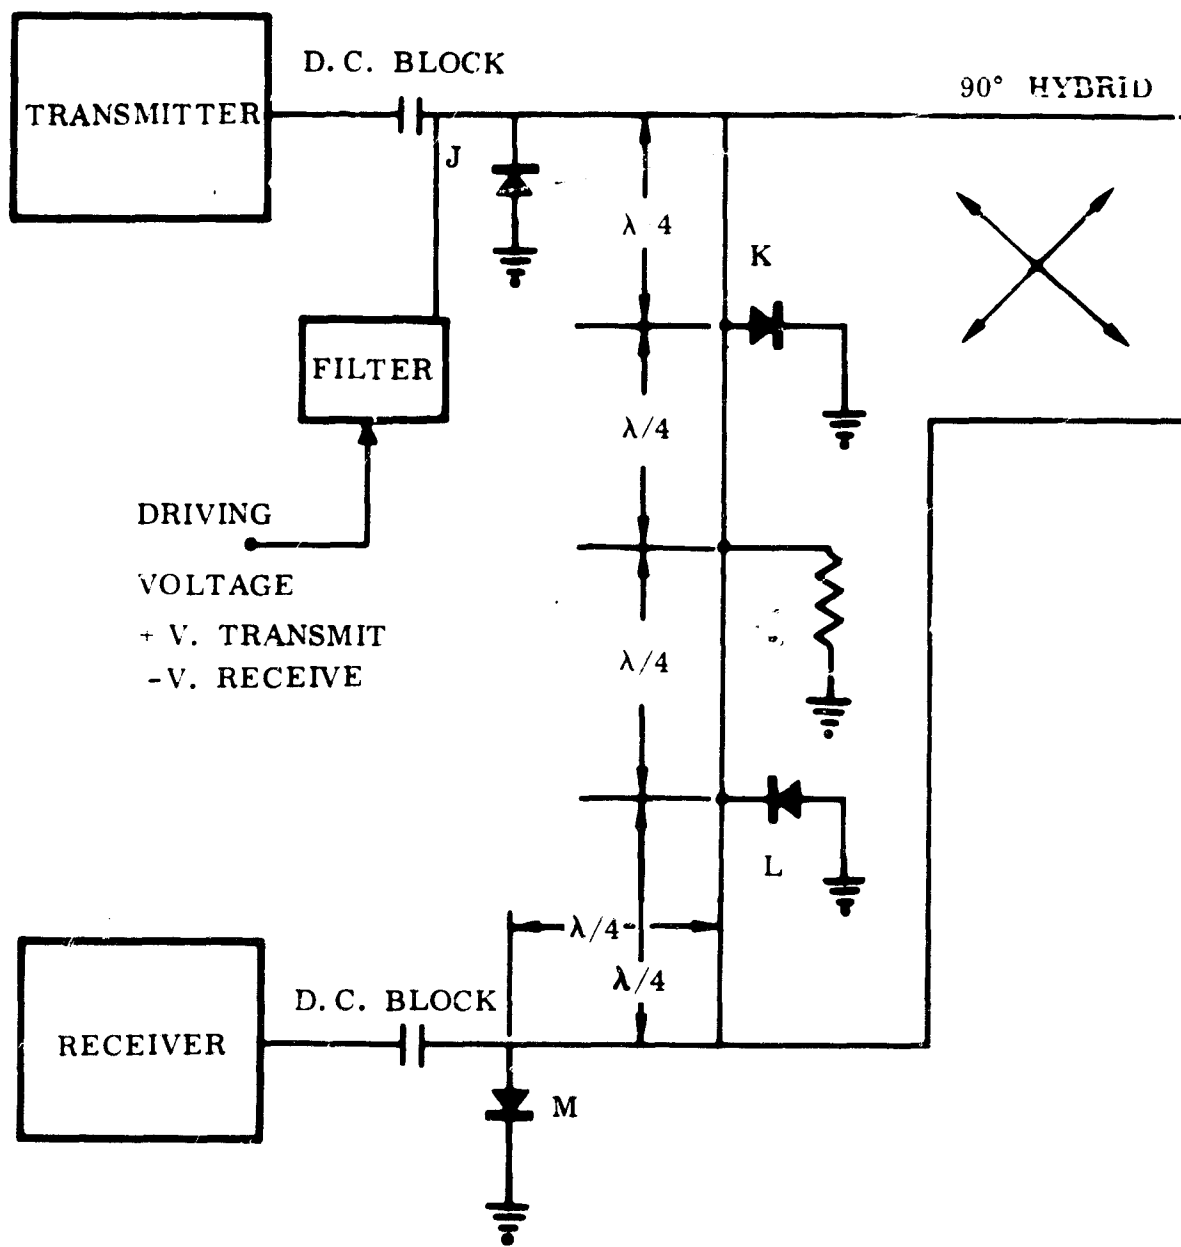 D.C. BLOCK
90° HYBRID
TRANSMITTER
J
λ 4
K
FILTER
λ/4
DRIVING
VOLTAGE
+ V. TRANSMIT
-V. RECEIVE
λ/4
L
λ/4
λ/4
D.C. BLOCK
RECEIVER
M